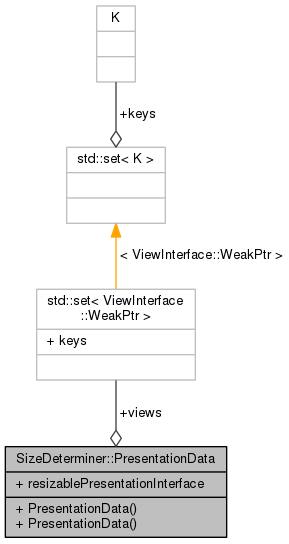 K
+keys
std::set< K >
< ViewInterface::WeakPtr >
std::set< ViewInterface
::WeakPtr >
+ keys
+views
SizeDeterminer::PresentationData
+ resizablePresentationInterface
+ PresentationData()
+ PresentationData()